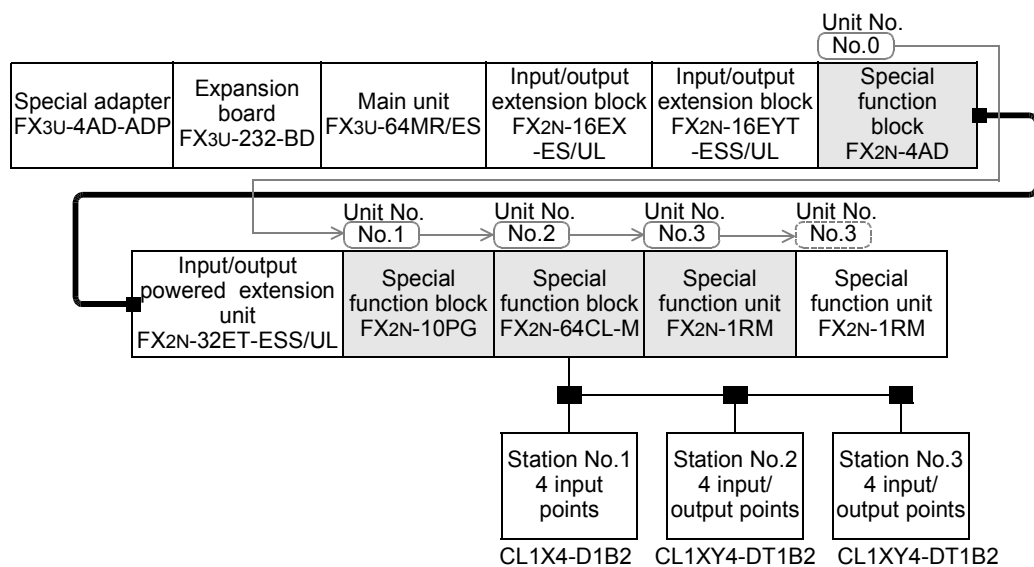 Unit No.
No.0
Special adapter
FX3U-4AD-ADP
Expansion
board
FX3U-232-BD
Main unit
FX3U-64MR/ES
Input/output
extension block
FX2N-16EX
-ES/UL
Input/output
extension block
FX2N-16EYT
-ESS/UL
Special
function
block
FX2N-4AD
Unit No.
No.1
Unit No.
No.2
Unit No.
No.3
Unit No.
No.3
Input/output
powered extension
unit
FX2N-32ET-ESS/UL
Special
function block
FX2N-10PG
Special
function block
FX2N-64CL-M
Special
function unit
FX2N-1RM
Special
function unit
FX2N-1RM
Station No.1
4 input
points
Station No.2
4 input/
output points
Station No.3
4 input/
output points
CL1X4-D1B2
CL1XY4-DT1B2
CL1XY4-DT1B2